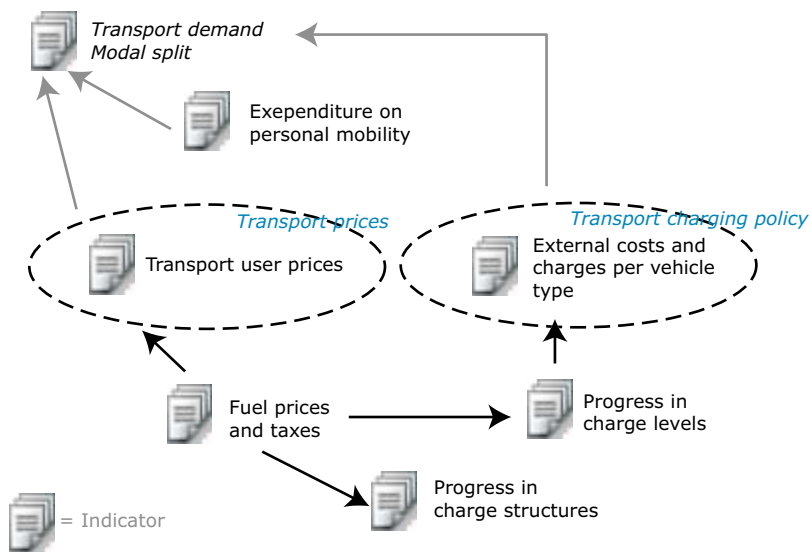 Transport demand
Modal split
Exependiture on
personal mobility
Transport prices
Transport charging policy
Transport user prices
External costs and
charges per vehicle
type
Fuel prices
and taxes
Progress in
charge levels
Progress in
charge structures
= Indicator